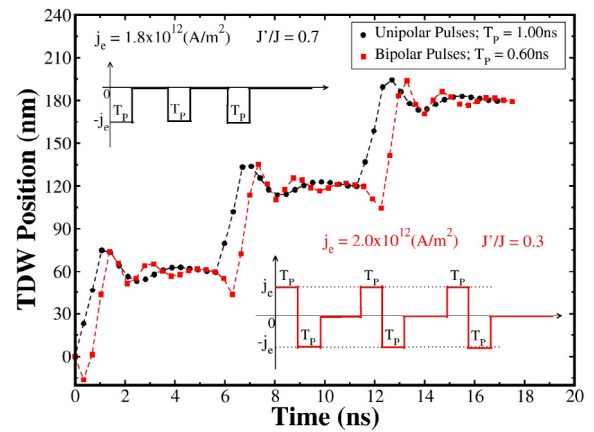 240
210
180
150
120
90
60
30
0
-30
TDW Position (nm)
0 2 4 6 8 10 12 14 16 18 20
Time (ns)
j_e = 1.8x10^12(A/m^2) J'/J = 0.7
Unipolar Pulses; T_P = 1.00ns
Bipolar Pulses; T_P = 0.60ns
0
-j_e
T_P T_P T_P
j_e = 2.0x10^12(A/m^2) J'/J = 0.3
T_P T_P T_P
j_e
0
-j_e
T_P T_P T_P